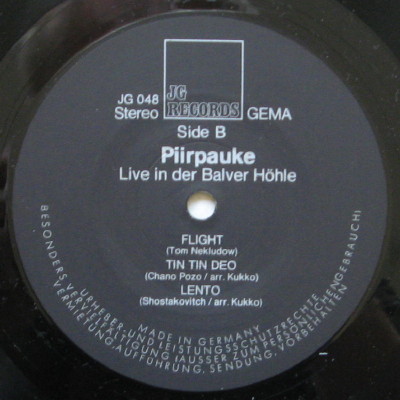 JG
RECORDS
JG 048
Stereo
GEMA
Side B
Piirpauke
Live in der Balver Höhle
FLIGHT
(Tom Nekludow)
TIN TIN DEO
(Chano Pozo / arr. Kukko)
LENTO
(Shostakovitch / arr. Kukko)
MADE IN GERMANY
URHEBER- UND LEISTUNGSSCHUTZRECHTE
BESONDERS VERVIELFÄLTIGUNG (AUSSER ZUM PERSÖNLICHEN GEBRAUCH)
VERMIETUNG, AUFFÜHRUNG, SENDUNG, VORBEHALTEN